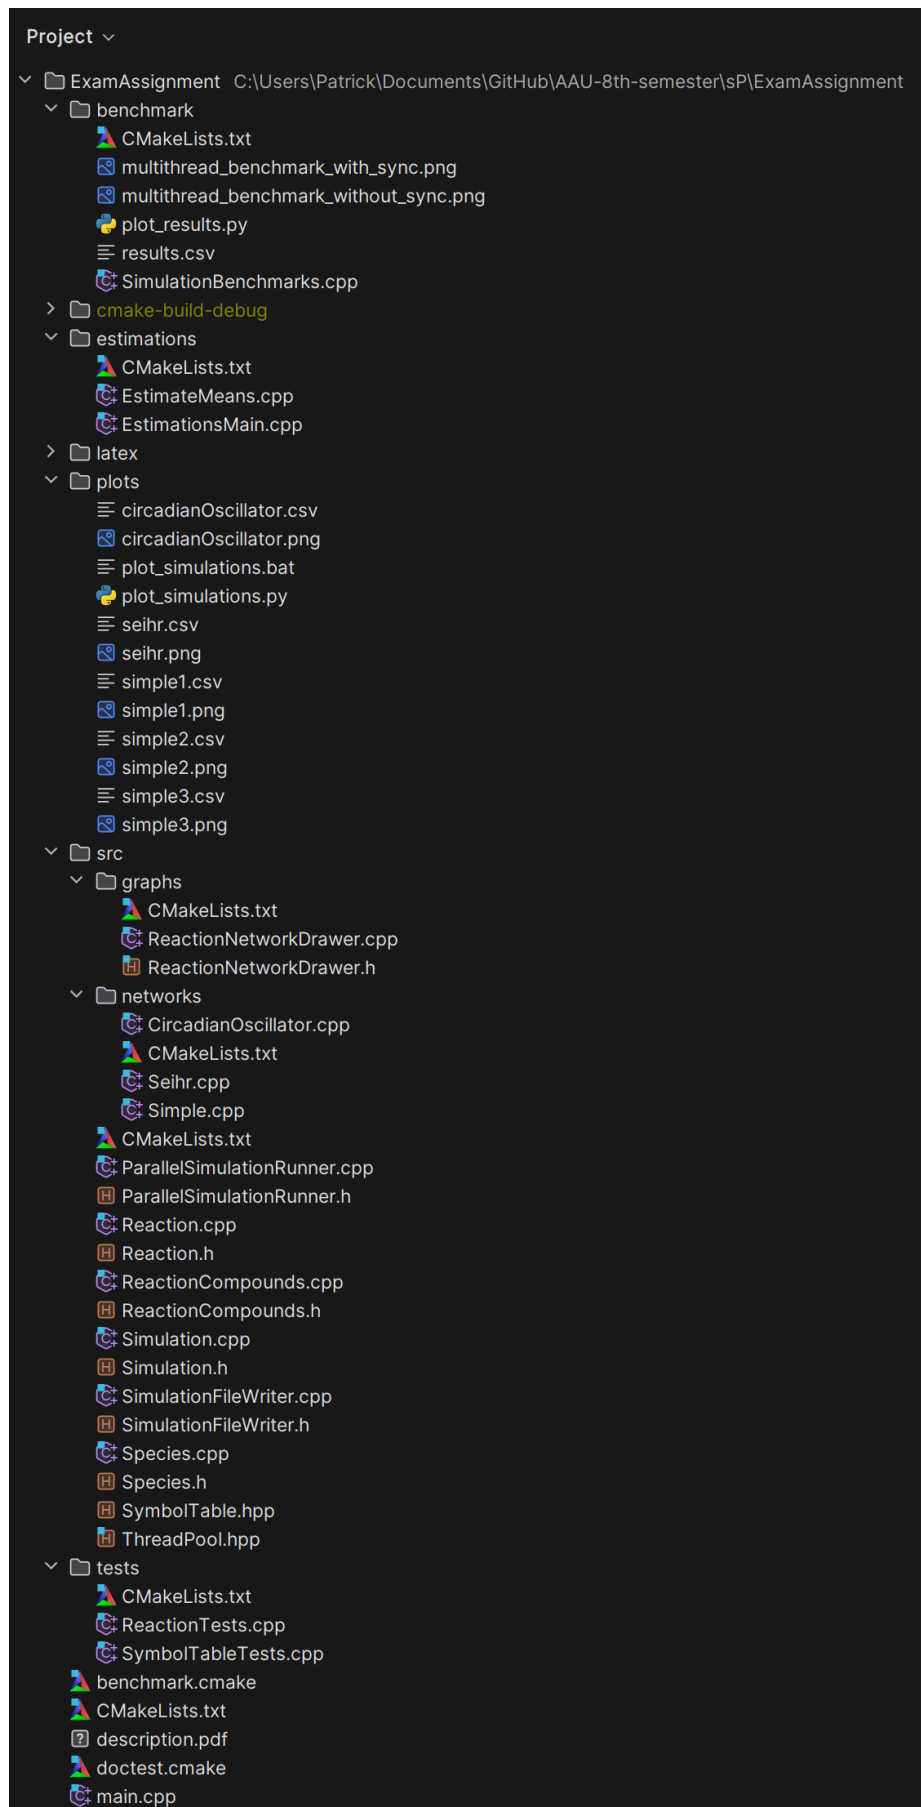 Project
ExamAssignment C:\Users\Patrick\Documents\GitHub\AAU-8th-semester\sP\ExamAssignment
benchmark
CMakeLists.txt
multithread_benchmark_with_sync.png
multithread_benchmark_without_sync.png
plot_results.py
results.csv
SimulationBenchmarks.cpp
cmake-build-debug
estimations
CMakeLists.txt
EstimateMeans.cpp
EstimationsMain.cpp
latex
plots
circadianOscillator.csv
circadianOscillator.png
plot_simulations.bat
plot_simulations.py
seihr.csv
seihr.png
simple1.csv
simple1.png
simple2.csv
simple2.png
simple3.csv
simple3.png
src
graphs
CMakeLists.txt
ReactionNetworkDrawer.cpp
ReactionNetworkDrawer.h
networks
CircadianOscillator.cpp
CMakeLists.txt
Seihr.cpp
Simple.cpp
CMakeLists.txt
ParallelSimulationRunner.cpp
ParallelSimulationRunner.h
Reaction.cpp
Reaction.h
ReactionCompounds.cpp
ReactionCompounds.h
Simulation.cpp
Simulation.h
SimulationFileWriter.cpp
SimulationFileWriter.h
Species.cpp
Species.h
SymbolTable.hpp
ThreadPool.hpp
tests
CMakeLists.txt
ReactionTests.cpp
SymbolTableTests.cpp
benchmark.cmake
CMakeLists.txt
description.pdf
doctest.cmake
main.cpp